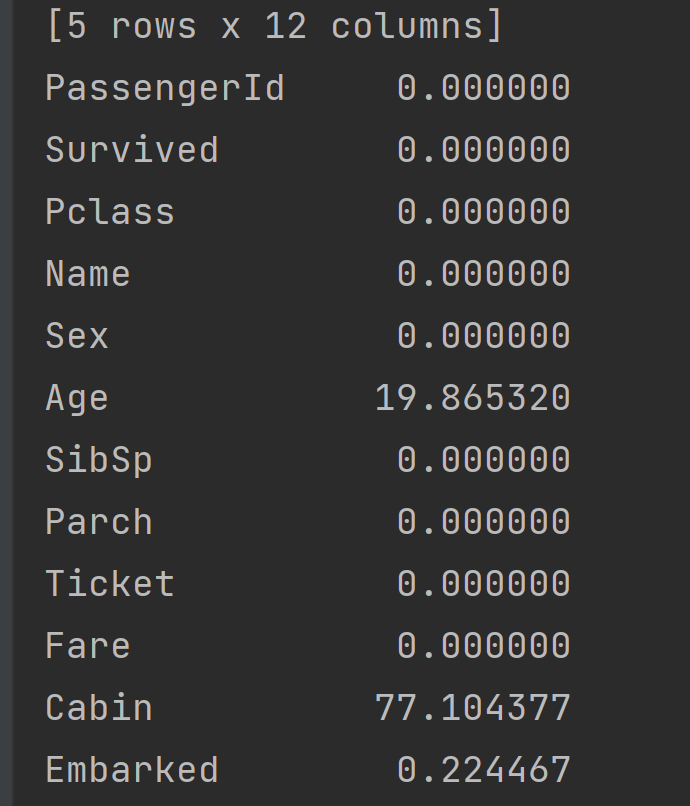 [5 rows x 12 columns]
PassengerId     0.000000
Survived        0.000000
Pclass          0.000000
Name            0.000000
Sex             0.000000
Age            19.865320
SibSp           0.000000
Parch           0.000000
Ticket          0.000000
Fare            0.000000
Cabin          77.104377
Embarked        0.224467